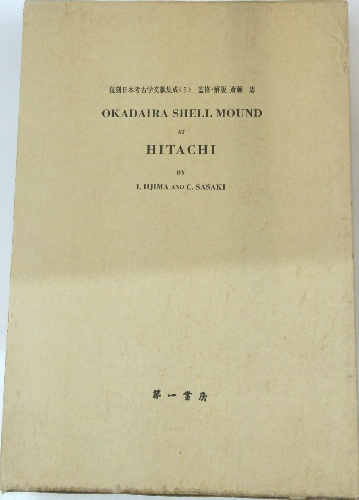 復刻日本考古学文献集成〈5〉 監修・解説 斎藤 忠
OKADAIRA SHELL MOUND
AT
HITACHI
BY
I. IIJIMA AND C. SASAKI
第一書房